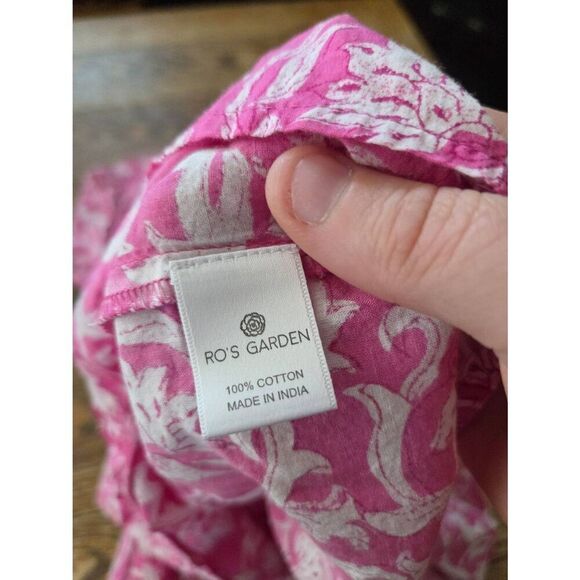 RO'S GARDEN
100% COTTON
MADE IN INDIA